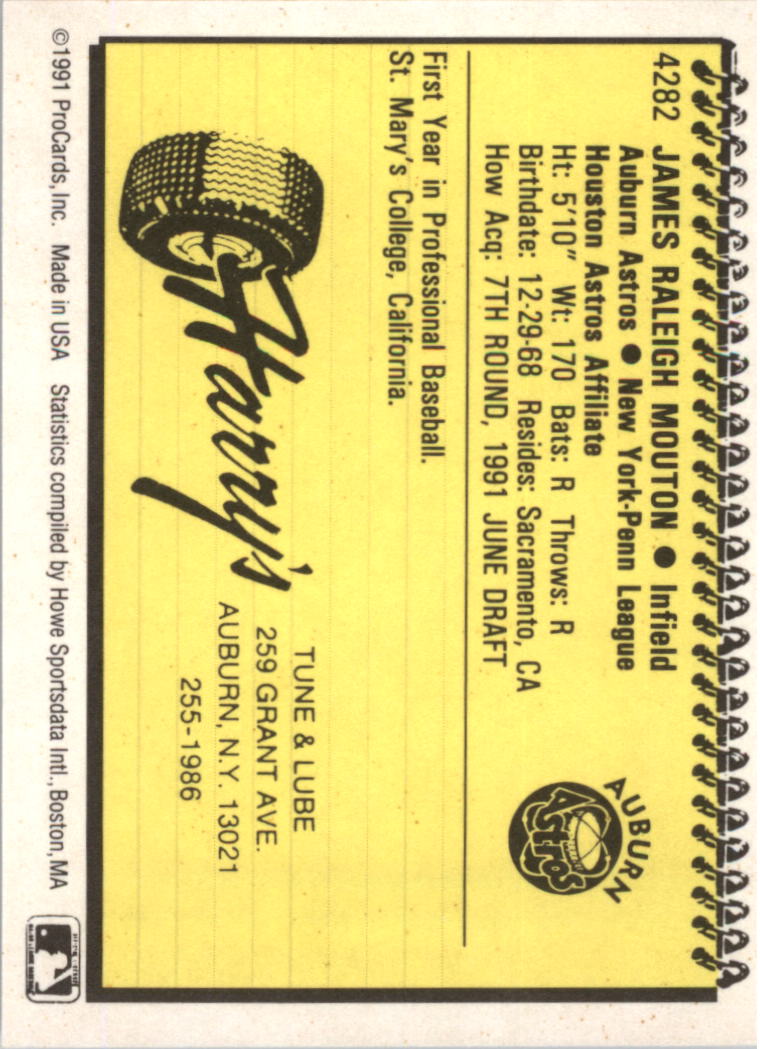 4282 JAMES RALEIGH MOUTON ● Infield
Auburn Astros ● New York-Penn League
Houston Astros Affiliate
Ht: 5'10" Wt: 170 Bats: R Throws: R
Birthdate: 12-29-68 Resides: Sacramento, CA
How Acq: 7TH ROUND, 1991 JUNE DRAFT
AUBURN
Astros
First Year in Professional Baseball.
St. Mary's College, California.
Harry's
TUNE & LUBE
259 GRANT AVE.
AUBURN, N.Y. 13021
255-1986
©1991 ProCards, Inc. Made in USA Statistics compiled by Howe Sportsdata Intl., Boston, MA